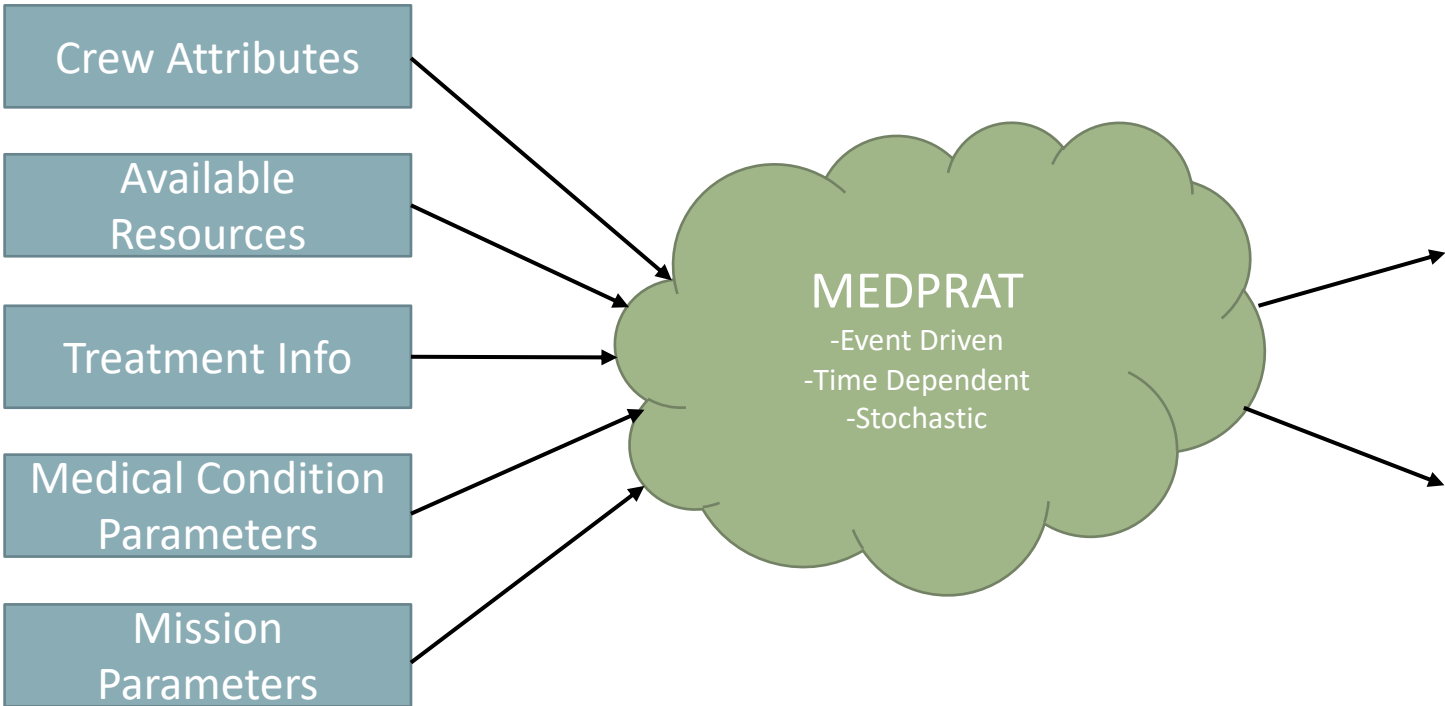 Crew Attributes
Available
Resources
Treatment Info
Medical Condition
Parameters
Mission
Parameters
MEDPRAT
-Event Driven
-Time Dependent
-Stochastic